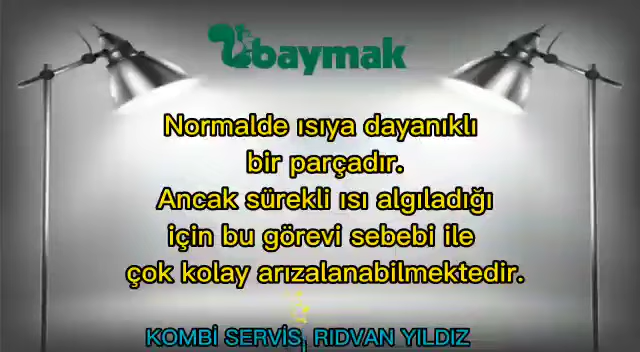 baymak
Normalde ısıya dayanıklı
bir parçadır.
Ancak sürekli ısı algıladığı
için bu görevi sebebi ile
çok kolay arızalanabilmektedir.
KOMBİ SERVİS, RIDVAN YILDIZ